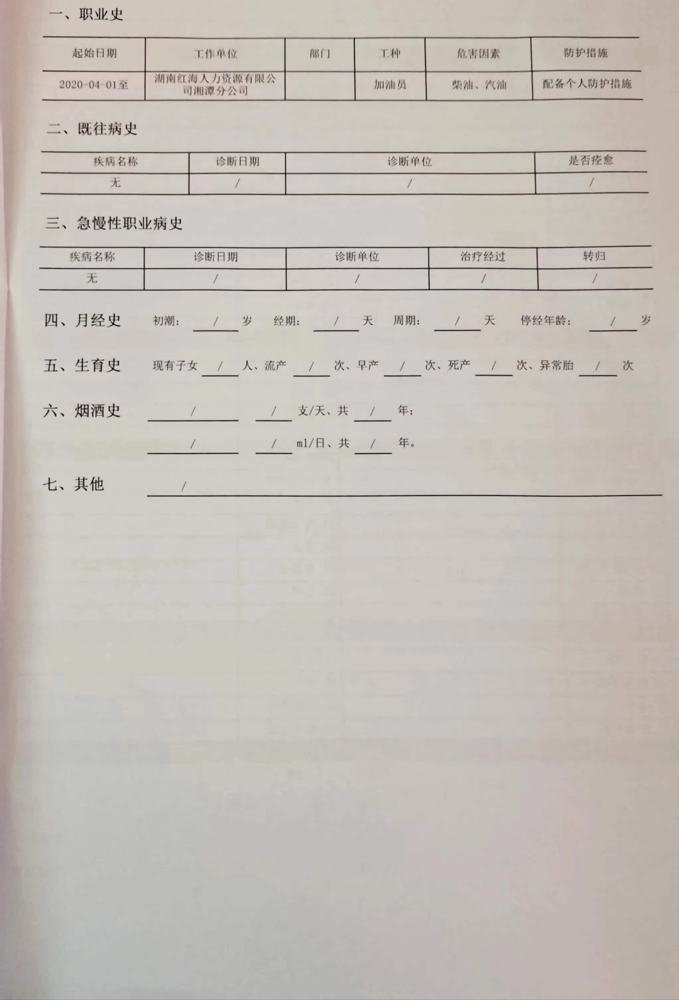 一、职业史
起始日期 工作单位 部门 工种 危害因素 防护措施
2020-04-01至 湖南红海人力资源有限公司湘潭分公司 加油员 柴油、汽油 配备个人防护措施
二、既往病史
疾病名称 诊断日期 诊断单位 是否痊愈
无 / / /
三、急慢性职业病史
疾病名称 诊断日期 诊断单位 治疗经过 转归
无 / / / /
四、月经史 初潮: / 岁 经期: / 天 周期: / 天 停经年龄: / 岁
五、生育史 现有子女 / 人、流产 / 次、早产 / 次、死产 / 次、异常胎 / 次
六、烟酒史 / / 支/天、共 / 年;
/ / ml/日、共 / 年。
七、其他 /